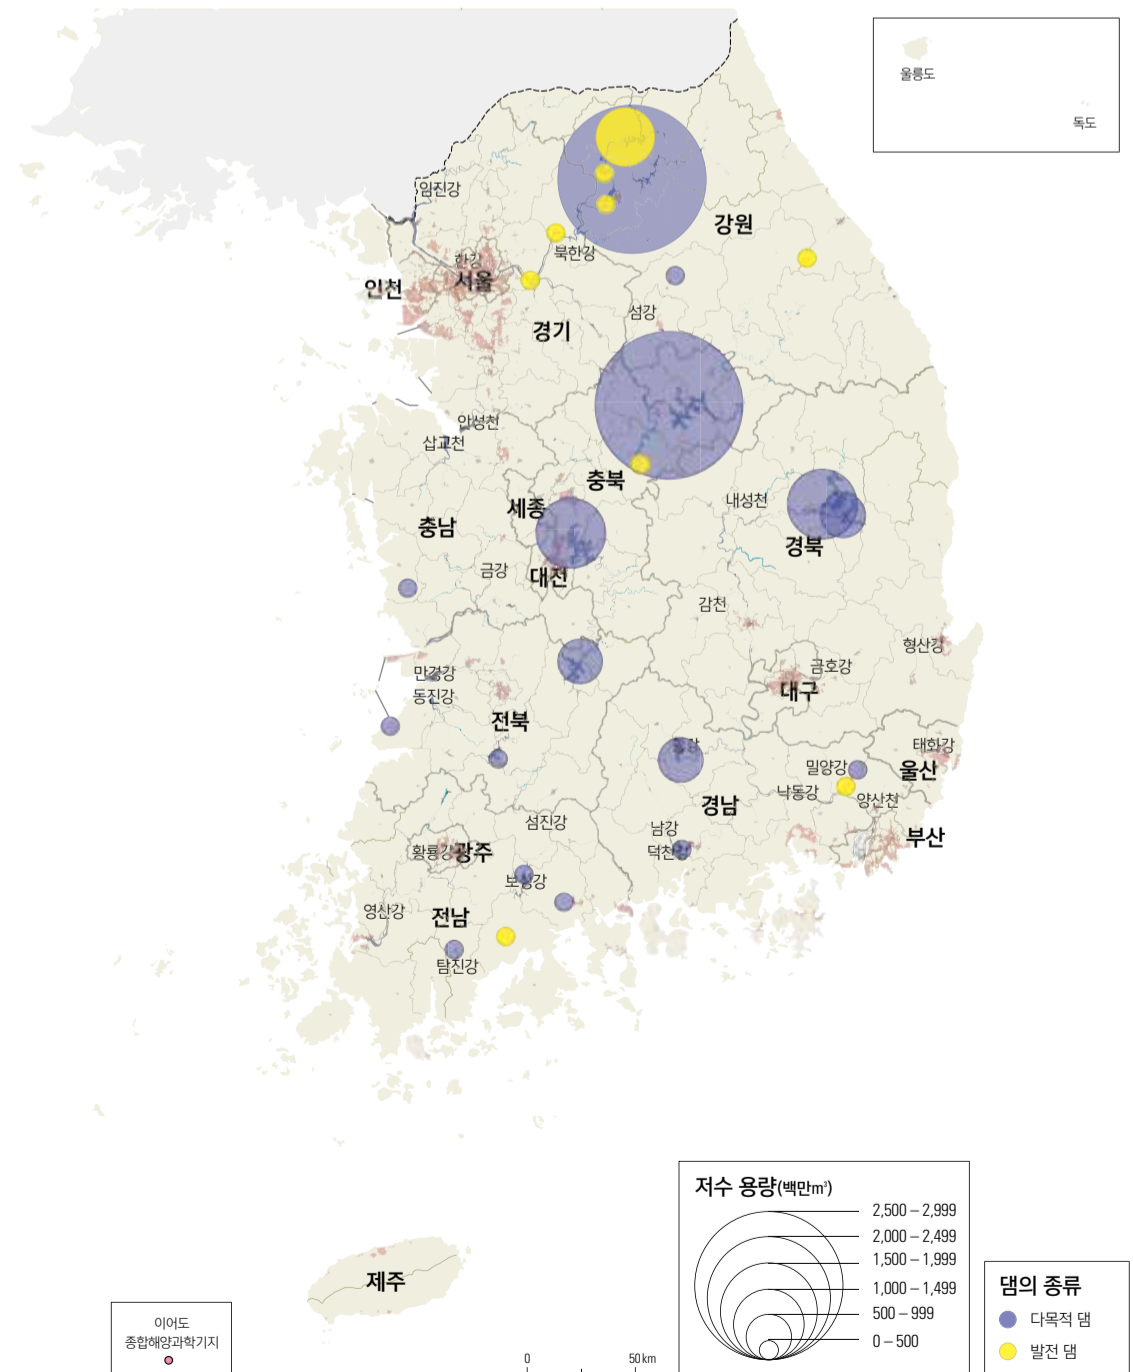 울릉도
독도
임진강
강원
북한강
한강
서울
인천
섬강
경기
안성천
삽교천
충북
내성천
세종
충남
경북
금강
대전
감천
형산강
금호강
만경강
대구
동진강
전북
태화강
밀양강
울산
낙동강
양산천
경남
섬진강
남강
부산
황룡강
광주
덕천강
보성강
영산강
전남
탐진강
저수 용량(백만m³)
2,500 – 2,999
2,000 – 2,499
1,500 – 1,999
1,000 – 1,499
500 – 999
0 – 500
제주
댐의 종류
다목적 댐
발전 댐
이어도
종합해양과학기지
0 50 km